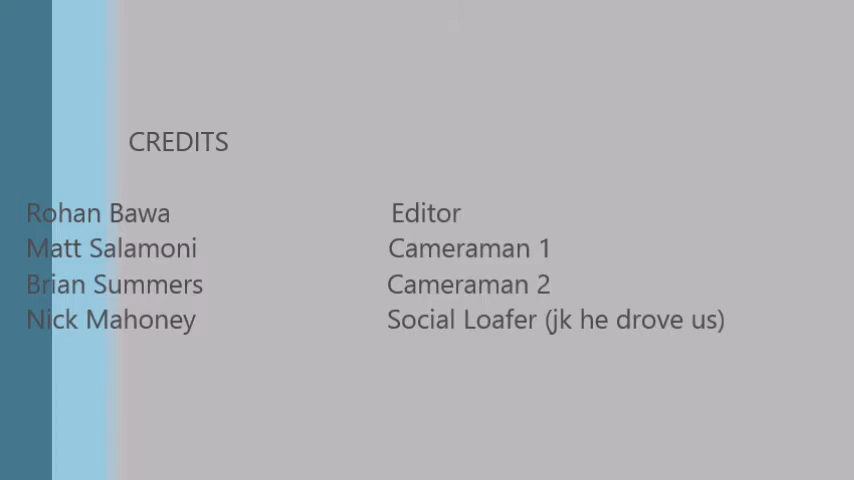 CREDITS
Rohan Bawa Editor
Matt Salamoni Cameraman 1
Brian Summers Cameraman 2
Nick Mahoney Social Loafer (jk he drove us)